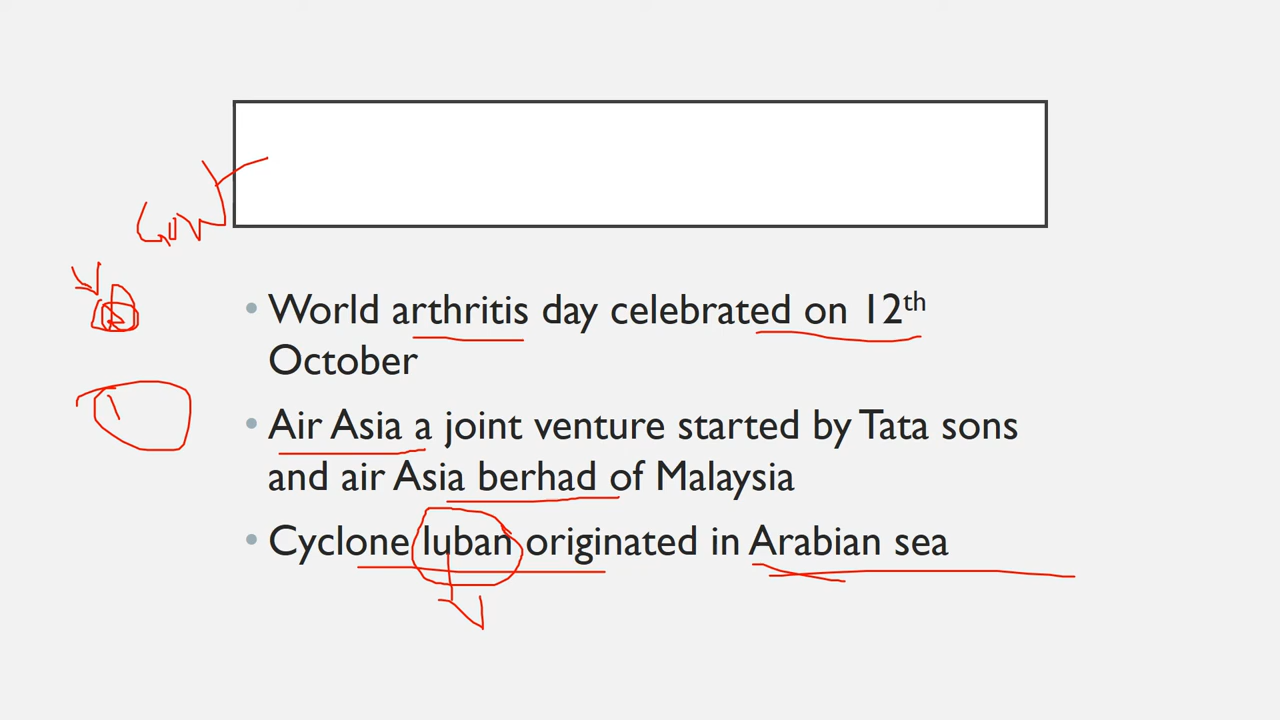 • World arthritis day celebrated on 12th
October
• Air Asia a joint venture started by Tata sons
and air Asia berhad of Malaysia
• Cyclone luban originated in Arabian sea